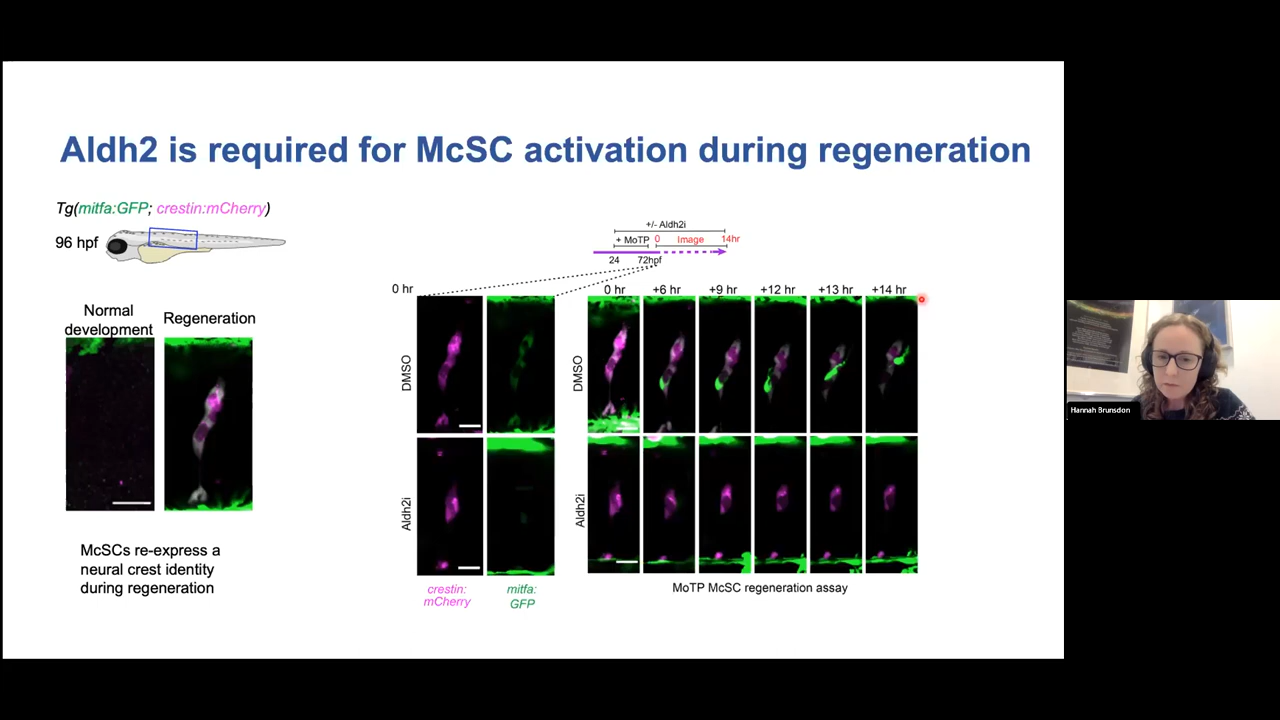 Aldh2 is required for McSC activation during regeneration
Tg(mitfa:GFP; crestin:mCherry)
96 hpf
Normal
development
Regeneration
McSCs re-express a
neural crest identity
during regeneration
+/- Aldh2i
+ MoTP
0
Image
14hr
24
72hpf
0 hr
0 hr
+6 hr
+9 hr
+12 hr
+13 hr
+14 hr
DMSO
DMSO
Aldh2i
Aldh2i
crestin:
mCherry
mitfa:
GFP
MoTP McSC regeneration assay
Hannah Brunsdon